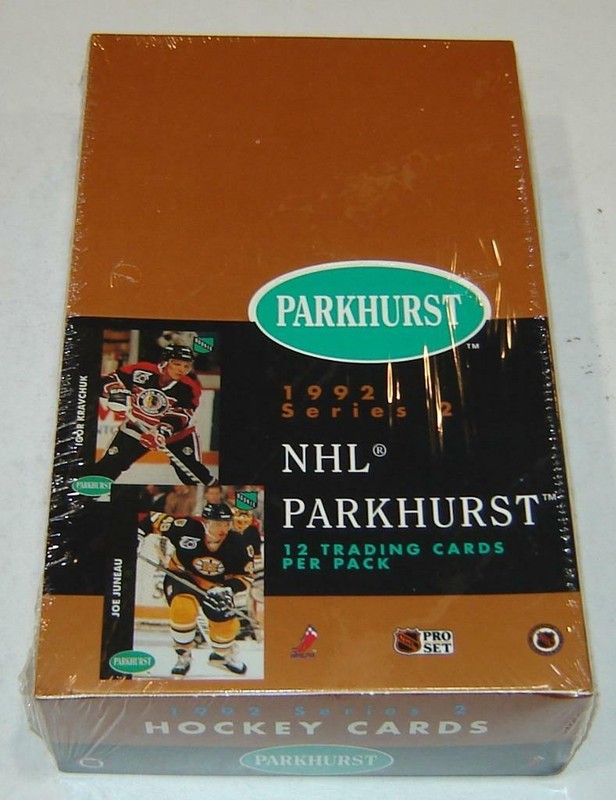 PARKHURST™
1992
Series 2
NHL®
PARKHURST™
12 TRADING CARDS
PER PACK
IGOR KRAVCHUK
PARKHURST
JOE JUNEAU
PARKHURST
PRO
SET
1992 Series 2
HOCKEY CARDS
PARKHURST